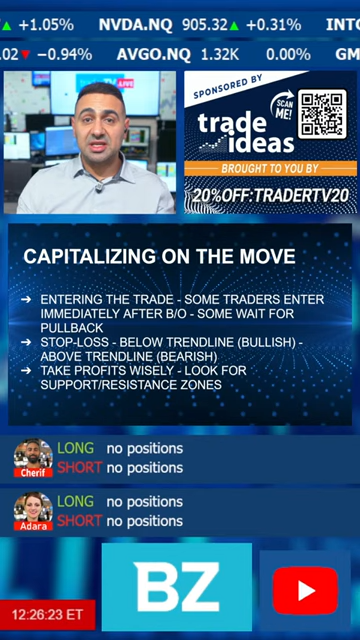 ▲ +1.05% NVDA.NQ 905.32▲ +0.31% INTC
.02▼ −0.94% AVGO.NQ 1.32K 0.00% GM
TV LIVE
SPONSORED BY
trade
ideas
SCAN
ME!
BROUGHT TO YOU BY
20%OFF:TRADERTV20
CAPITALIZING ON THE MOVE
➔ ENTERING THE TRADE - SOME TRADERS ENTER
IMMEDIATELY AFTER B/O - SOME WAIT FOR
PULLBACK
➔ STOP-LOSS - BELOW TRENDLINE (BULLISH) -
ABOVE TRENDLINE (BEARISH)
➔ TAKE PROFITS WISELY - LOOK FOR
SUPPORT/RESISTANCE ZONES
LONG no positions
SHORT no positions
Cherif
LONG no positions
SHORT no positions
Adara
BZ
12:26:23 ET